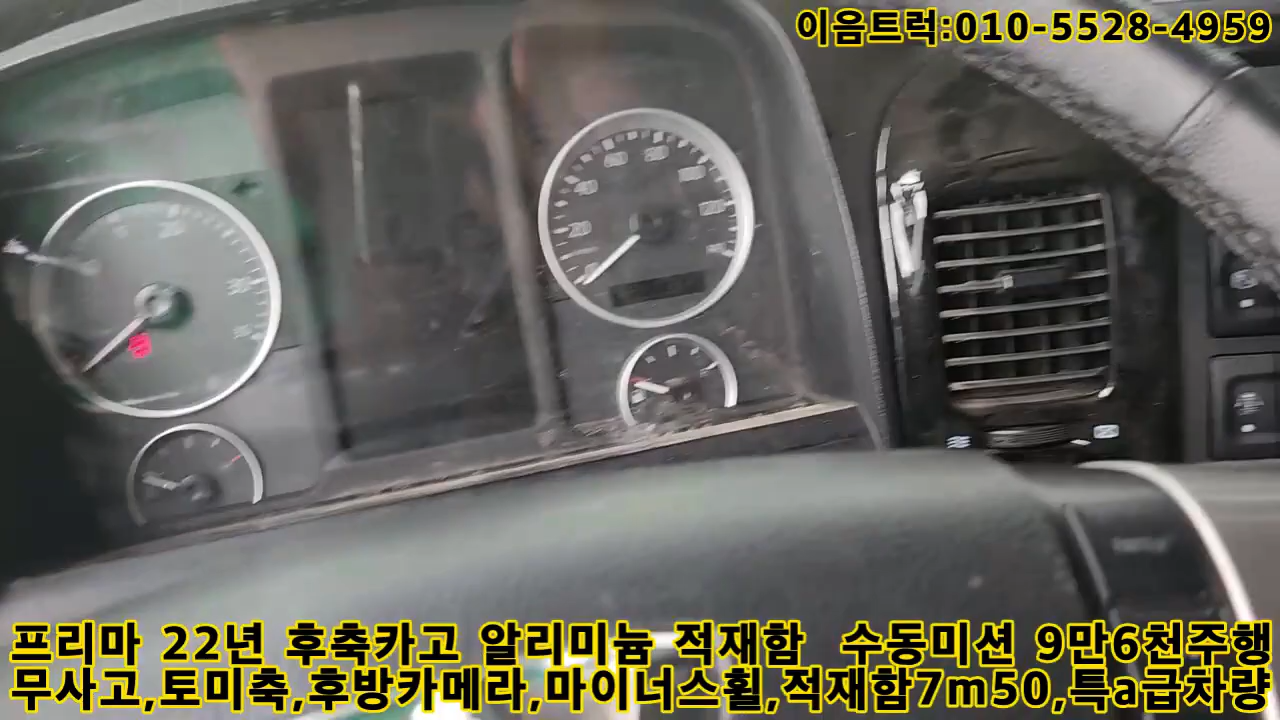 이음트럭:010-5528-4959
프리마 22년 후축카고 알리미늄 적재함 수동미션 9만6천주행
무사고,토미축,후방카메라,마이너스휠,적재함7m50,특a급차량